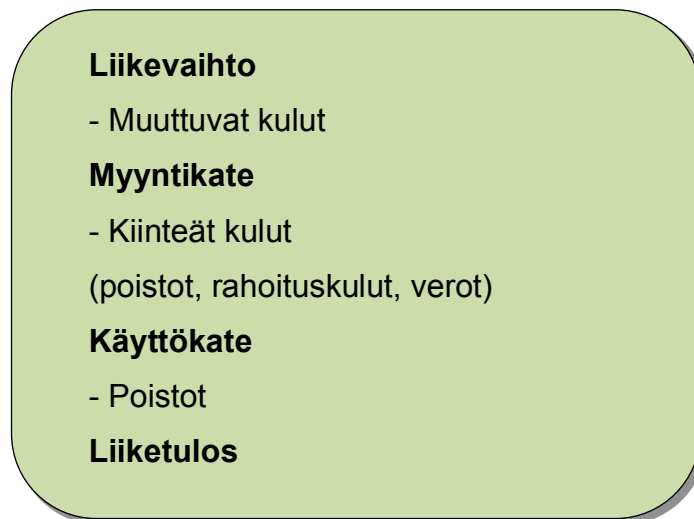 Liikevaihto
- Muuttuvat kulut
Myyntikate
- Kiinteät kulut
(poistot, rahoituskulut, verot)
Käyttökate
- Poistot
Liiketulos